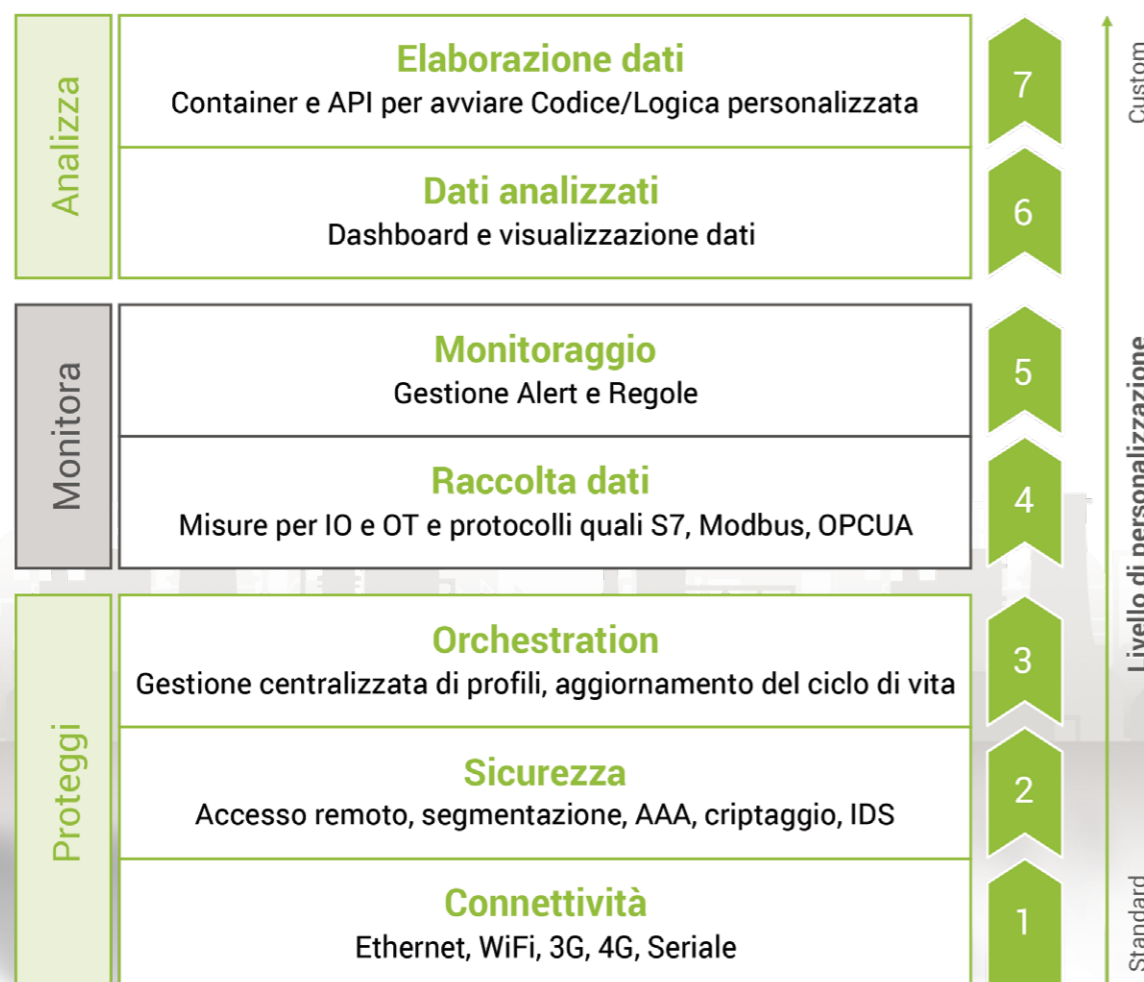 Analizza
Elaborazione dati
Container e API per avviare Codice/Logica personalizzata
7
Dati analizzati
Dashboard e visualizzazione dati
6
Monitora
Monitoraggio
Gestione Alert e Regole
5
Raccolta dati
Misure per IO e OT e protocolli quali S7, Modbus, OPCUA
4
Proteggi
Orchestration
Gestione centralizzata di profili, aggiornamento del ciclo di vita
3
Sicurezza
Accesso remoto, segmentazione, AAA, criptaggio, IDS
2
Connettività
Ethernet, WiFi, 3G, 4G, Seriale
1
Custom
Livello di personalizzazione
Standard